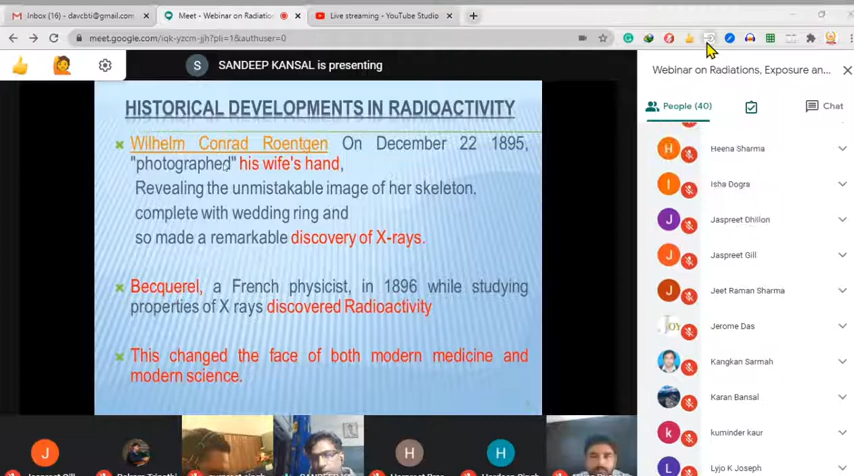 Inbox (16) - davcbti@gmail.com
Meet - Webinar on Radiation
Live streaming - YouTube Studio
meet.google.com/iqk-yzcm-jjh?pli=1&authuser=0
S SANDEEP KANSAL is presenting
Webinar on Radiations, Exposure an...
People (40)
Chat
HISTORICAL DEVELOPMENTS IN RADIOACTIVITY
Wilhelm Conrad Roentgen On December 22 1895,
"photographed" his wife's hand,
Revealing the unmistakable image of her skeleton.
complete with wedding ring and
so made a remarkable discovery of X-rays.
Becquerel, a French physicist, in 1896 while studying
properties of X rays discovered Radioactivity
This changed the face of both modern medicine and
modern science.
H Heena Sharma
I Isha Dogra
J Jaspreet Dhillon
J Jaspreet Gill
J Jeet Raman Sharma
JOY Jerome Das
Kangkan Sarmah
Karan Bansal
k kuminder kaur
L Lyjo K Joseph
J
H
H